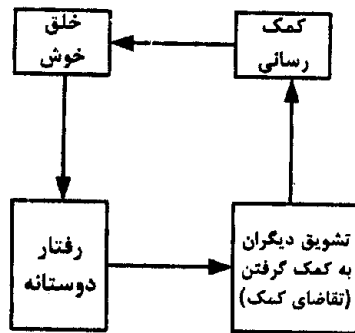 کمک
رسانی
خلق
خوش
رفتار
دوستانه
تشویق دیگران
به کمک گرفتن
(تقاضای کمک)